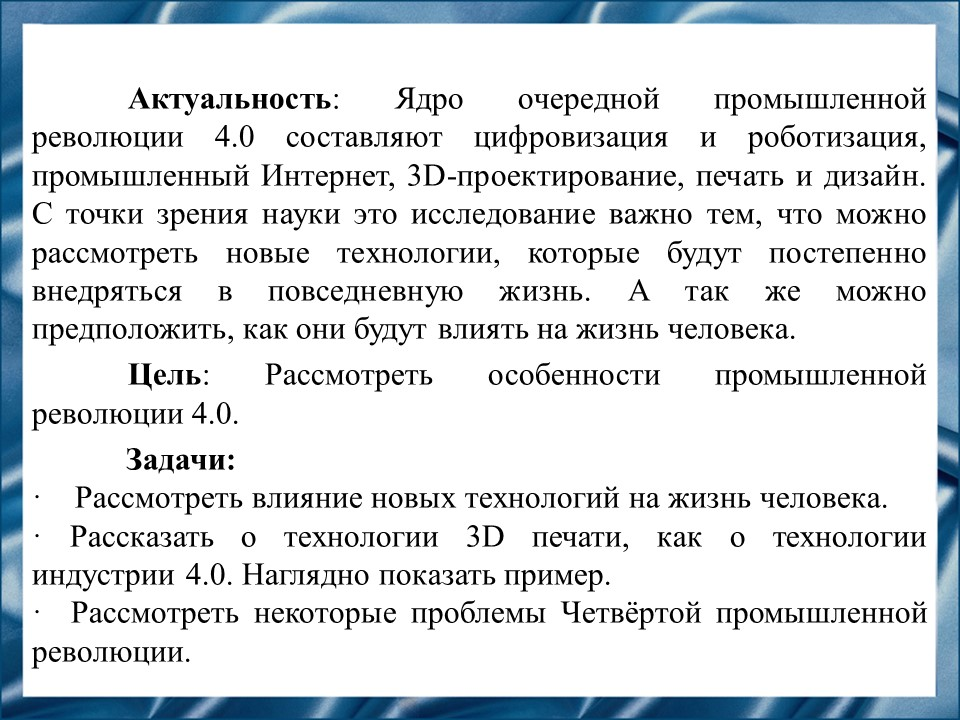 Актуальность: Ядро очередной промышленной
революции 4.0 составляют цифровизация и роботизация,
промышленный Интернет, 3D-проектирование, печать и дизайн.
С точки зрения науки это исследование важно тем, что можно
рассмотреть новые технологии, которые будут постепенно
внедряться в повседневную жизнь. А так же можно
предположить, как они будут влиять на жизнь человека.
Цель: Рассмотреть особенности промышленной
революции 4.0.
Задачи:
· Рассмотреть влияние новых технологий на жизнь человека.
· Рассказать о технологии 3D печати, как о технологии
индустрии 4.0. Наглядно показать пример.
· Рассмотреть некоторые проблемы Четвёртой промышленной
революции.